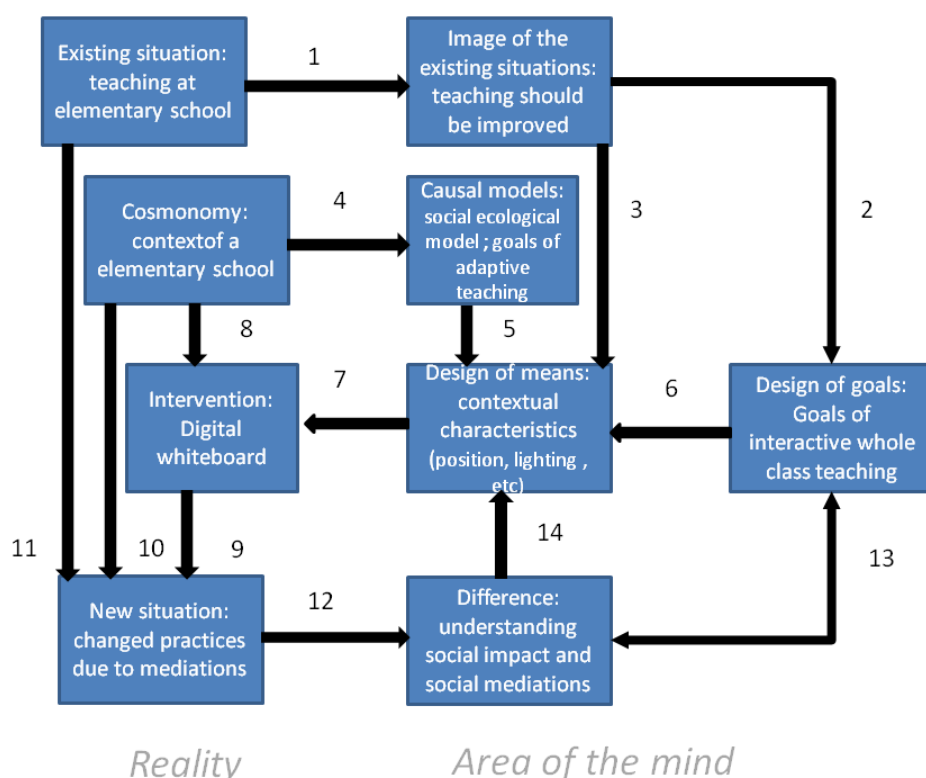 Existing situation:
teaching at
elementary school
1
Image of the
existing situations:
teaching should
be improved
2
3
Cosmonomy:
contextof a
elementary school
4
Causal models:
social ecological
model ; goals of
adaptive
teaching
8
5
Intervention:
Digital
whiteboard
7
Design of means:
contextual
characteristics
(position, lighting ,
etc)
6
Design of goals:
Goals of
interactive whole
class teaching
11
10
9
14
13
New situation:
changed practices
due to mediations
12
Difference:
understanding
social impact and
social mediations
Reality
Area of the mind